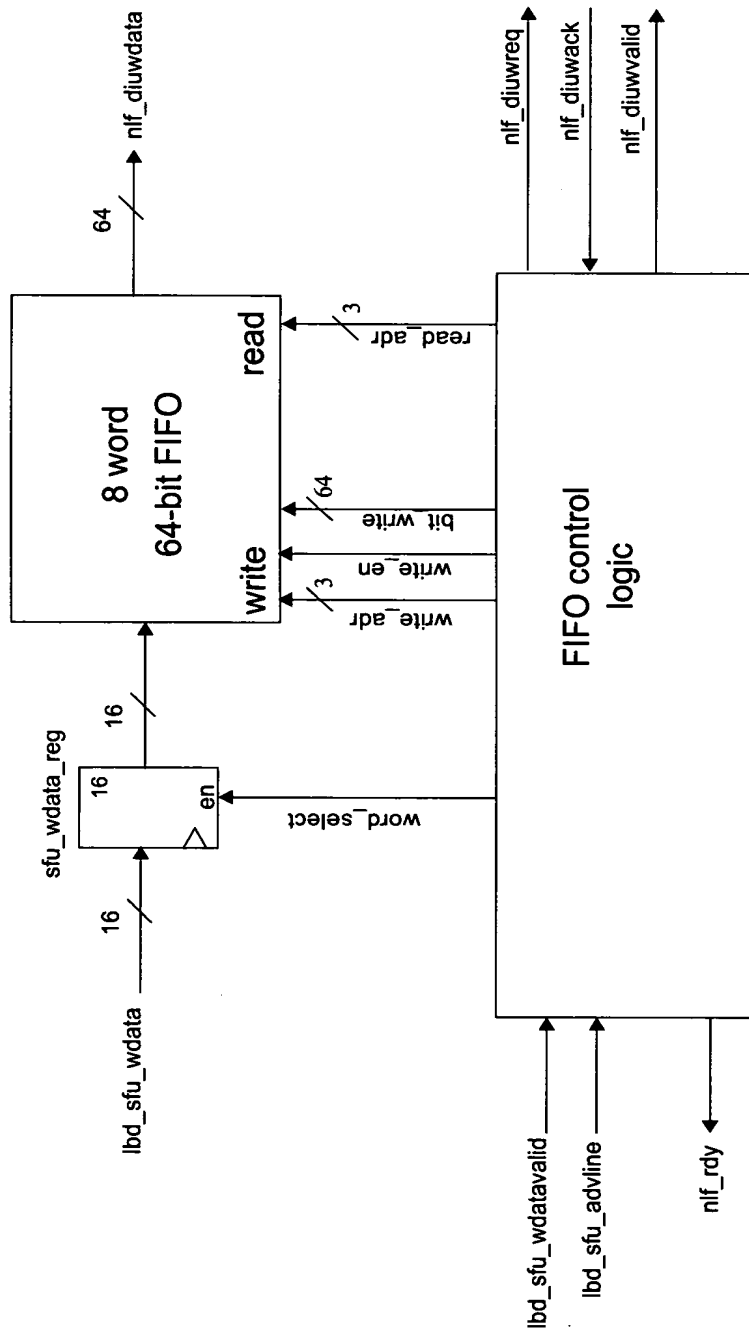 nlf_diuwdata
64
8 word
64-bit FIFO
write
read
16
sfu_wdata_reg
16
en
16
lbd_sfu_wdata
word_select
write_adr
3
write_en
bit_write
64
read_adr
3
FIFO control
logic
nlf_diuwreq
nlf_diuwack
nlf_diuwvalid
lbd_sfu_wdatavalid
lbd_sfu_advline
nlf_rdy